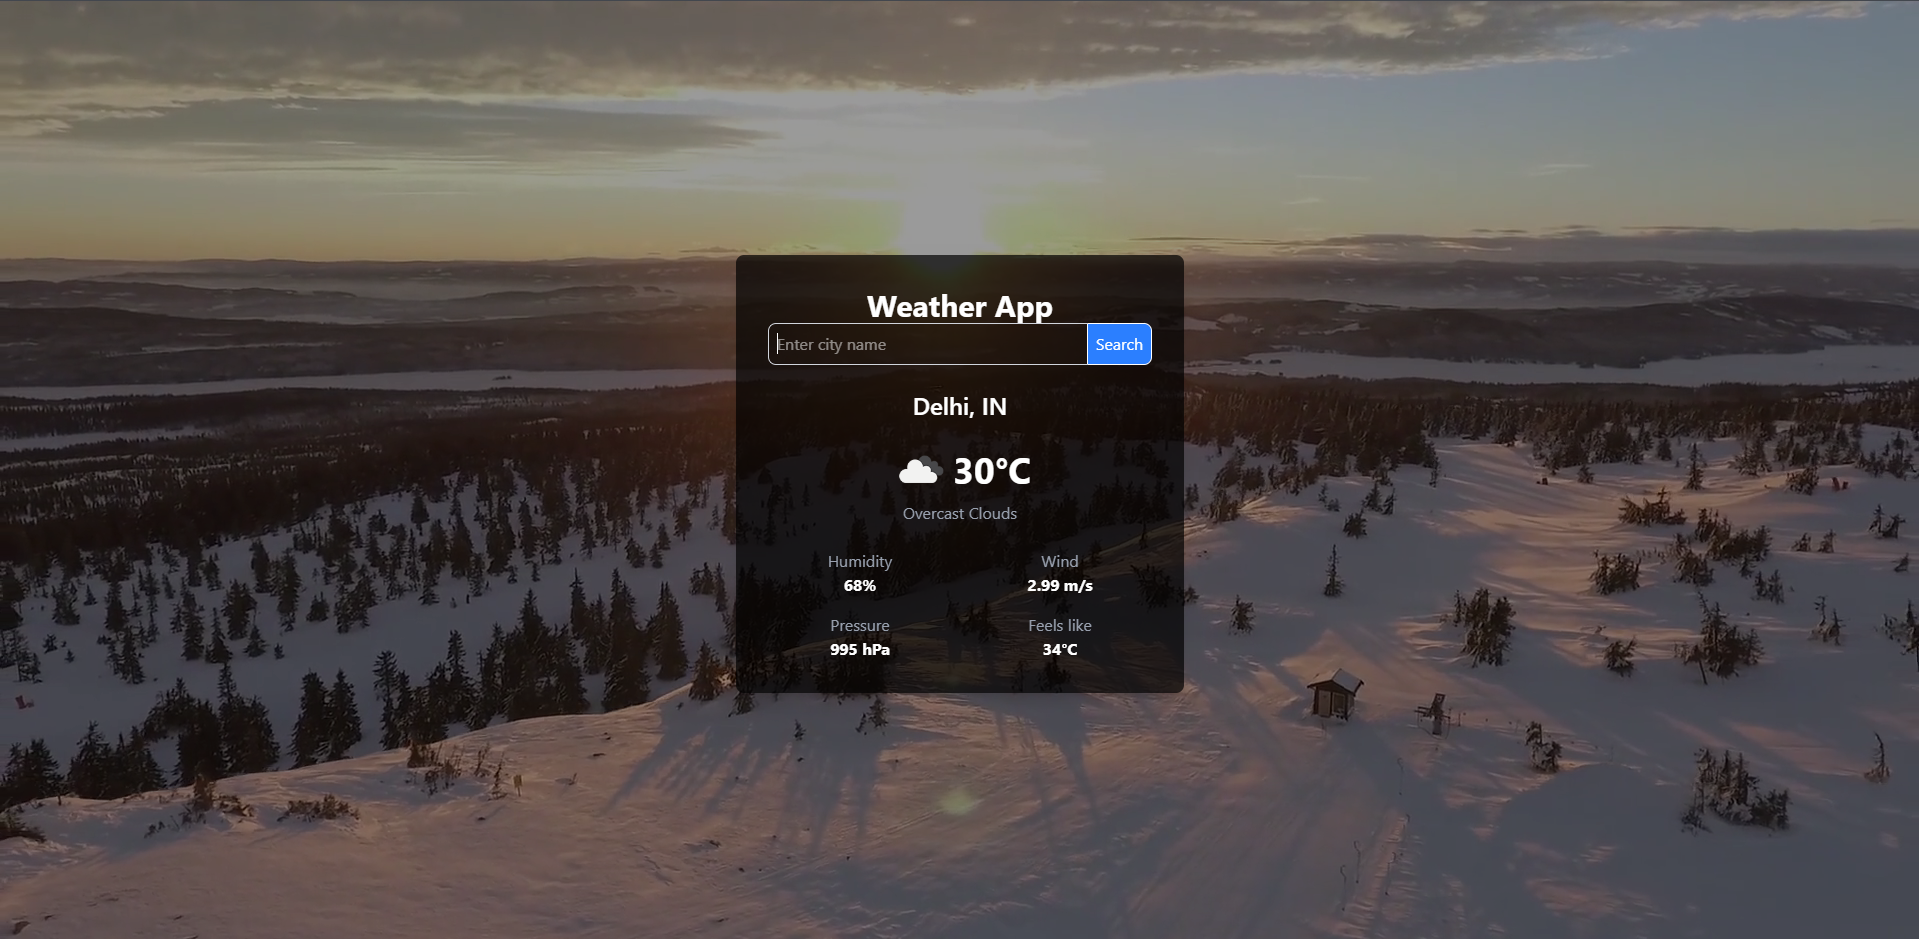 Weather App
Enter city name
Search
Delhi, IN
30°C
Overcast Clouds
Humidity
68%
Wind
2.99 m/s
Pressure
995 hPa
Feels like
34°C